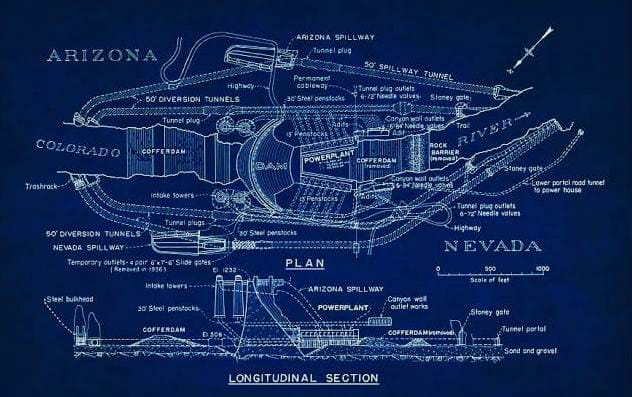 ARIZONA
ARIZONA SPILLWAY
Tunnel plug
50' SPILLWAY TUNNEL
Highway
Permanent
cableway
50' DIVERSION TUNNELS
30' Steel penstocks
Tunnel plug outlets
6-72" Needle valves
Stoney gate
Tunnel plug
Canyon wall outlets
Needle valves
Adits
Adit
Trail
13' Penstocks
COLORADO
COFFERDAM
DAM
POWERPLANT
COFFERDAM
(removed)
ROCK
BARRIER
(removed)
RIVER
Stoney gate
Trashrack
Intake towers
13' Penstocks
Adits
Canyon wall outlets
6-84" Needle valves
Lower portal road tunnel
to power house
Tunnel plugs
Tunnel plug outlets
6-72" Needle valves
50' DIVERSION TUNNELS
30' Steel penstocks
Highway
NEVADA SPILLWAY
NEVADA
Temporary outlets-4 pair 6'x7'-6" Slide gates
(Removed in 1936)
PLAN
0 500 1000
Scale of feet
El. 1232
Intake towers
ARIZONA SPILLWAY
Steel bulkhead
30' Steel penstocks
POWERPLANT
Canyon wall
outlet works
Stoney gate
COFFERDAM
El. 506
COFFERDAM (removed)
Tunnel portal
Sand and gravel
LONGITUDINAL SECTION